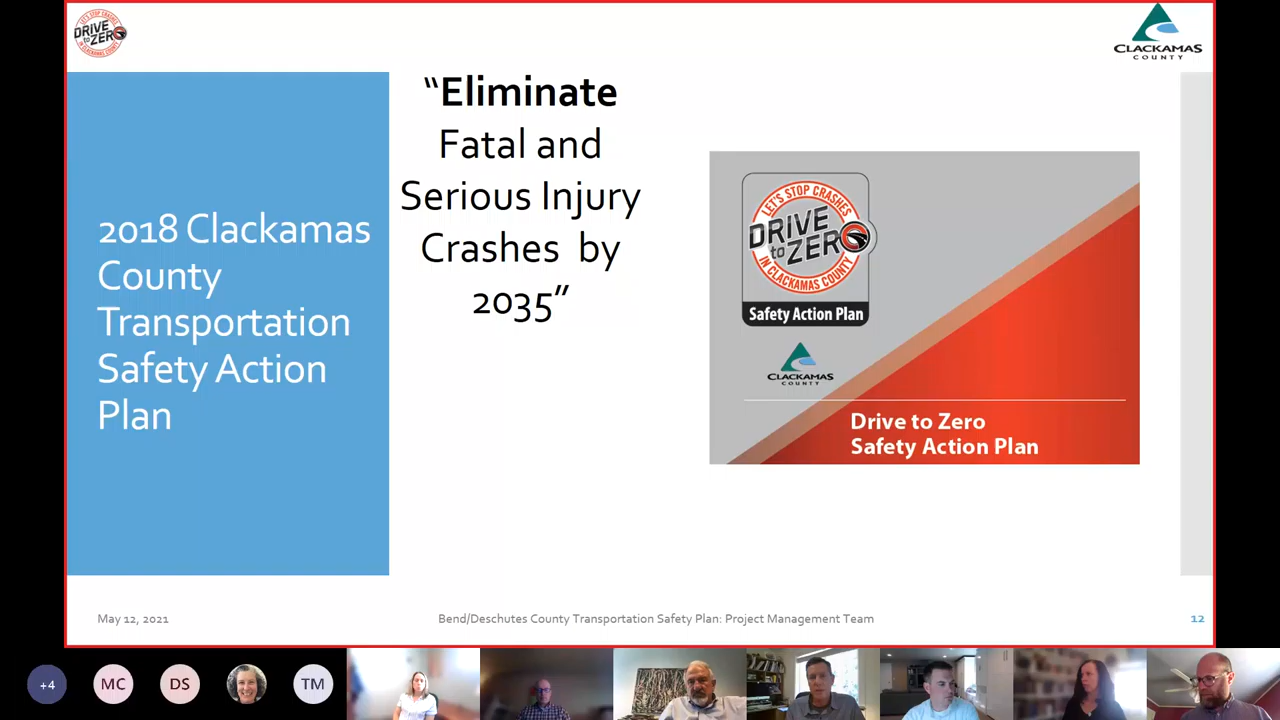 LET'S STOP CRASHES
DRIVE
to ZERO
IN CLACKAMAS COUNTY
CLACKAMAS
COUNTY
2018 Clackamas
County
Transportation
Safety Action
Plan
“Eliminate
Fatal and
Serious Injury
Crashes by
2035”
LET'S STOP CRASHES
DRIVE
to ZERO
IN CLACKAMAS COUNTY
Safety Action Plan
CLACKAMAS
COUNTY
Drive to Zero
Safety Action Plan
May 12, 2021
Bend/Deschutes County Transportation Safety Plan: Project Management Team
12
+4
MC
DS
TM